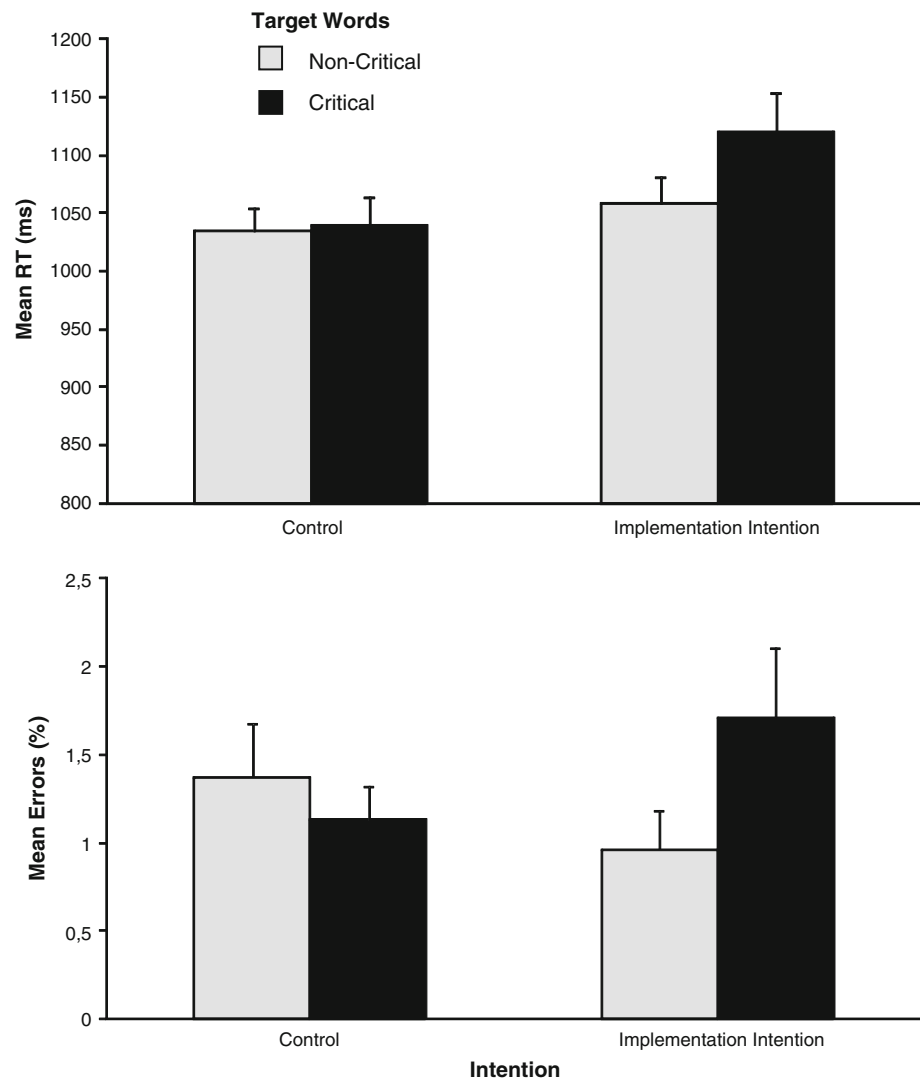 Target Words
Non-Critical
Critical
1200
1150
1100
1050
1000
950
900
850
800
Mean RT (ms)
Control
Implementation Intention
2,5
2
1,5
1
0,5
0
Mean Errors (%)
Control
Implementation Intention
Intention